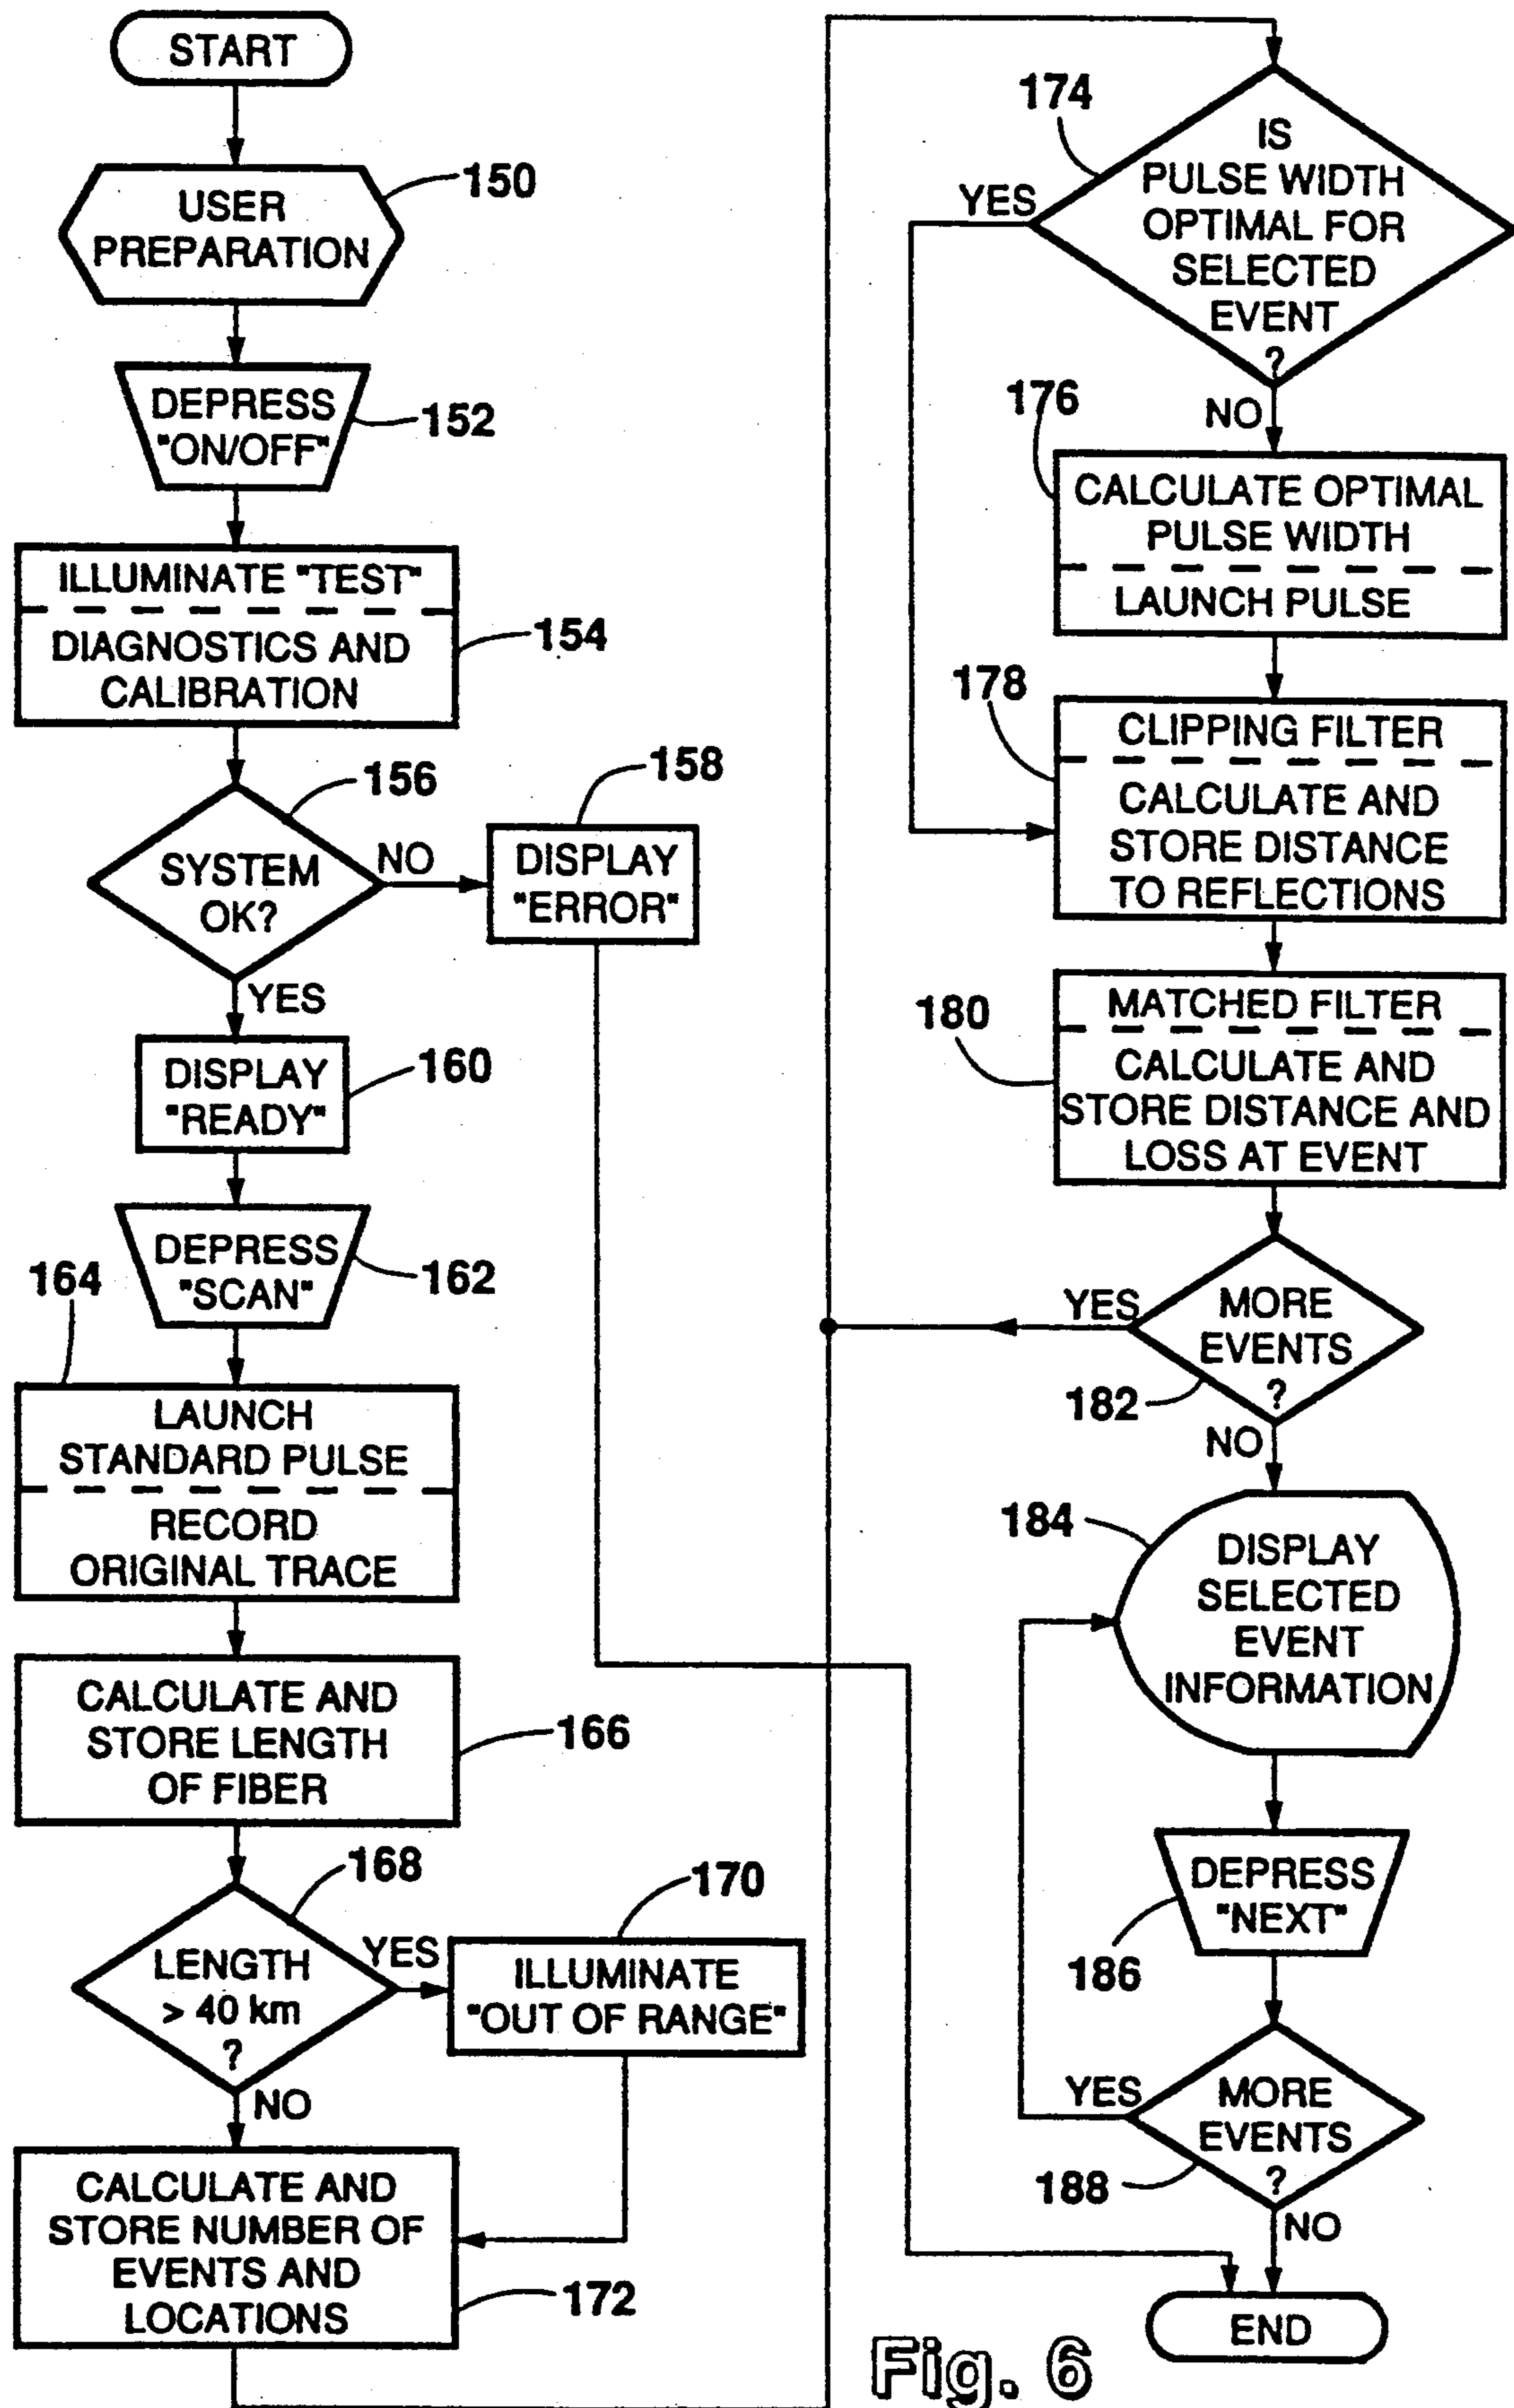 START
USER
PREPARATION
150
DEPRESS
"ON/OFF"
152
ILLUMINATE "TEST"
DIAGNOSTICS AND
CALIBRATION
154
156
SYSTEM
OK?
NO
YES
158
DISPLAY
"ERROR"
DISPLAY
"READY"
160
DEPRESS
"SCAN"
162
164
LAUNCH
STANDARD PULSE
RECORD
ORIGINAL TRACE
CALCULATE AND
STORE LENGTH
OF FIBER
166
168
LENGTH
> 40 km
?
YES
NO
170
ILLUMINATE
"OUT OF RANGE"
CALCULATE AND
STORE NUMBER OF
EVENTS AND
LOCATIONS
172
174
IS
PULSE WIDTH
OPTIMAL FOR
SELECTED
EVENT
?
YES
NO
176
CALCULATE OPTIMAL
PULSE WIDTH
LAUNCH PULSE
178
CLIPPING FILTER
CALCULATE AND
STORE DISTANCE
TO REFLECTIONS
180
MATCHED FILTER
CALCULATE AND
STORE DISTANCE AND
LOSS AT EVENT
YES
MORE
EVENTS
?
182
NO
184
DISPLAY
SELECTED
EVENT
INFORMATION
DEPRESS
"NEXT"
186
YES
MORE
EVENTS
?
188
NO
END
Fig. 6